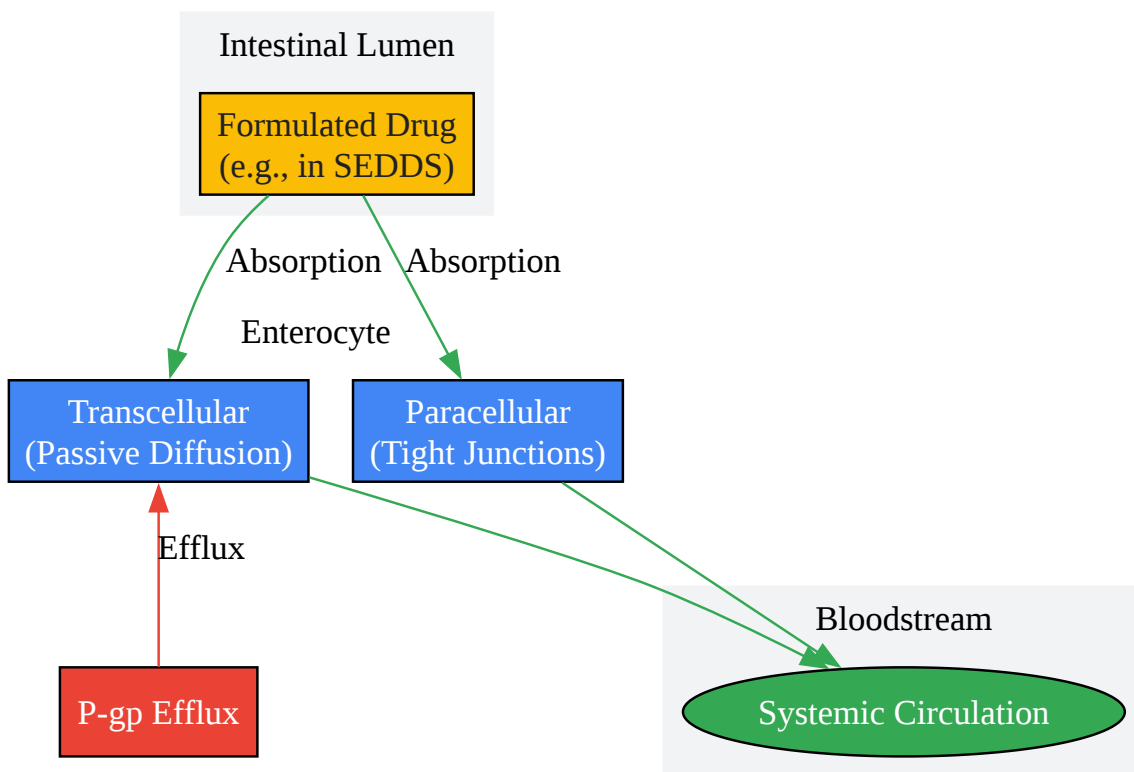 Intestinal Lumen
Formulated Drug
(e.g., in SEDDS)
Absorption
Absorption
Enterocyte
Transcellular
(Passive Diffusion)
Paracellular
(Tight Junctions)
Efflux
Bloodstream
P-gp Efflux
Systemic Circulation